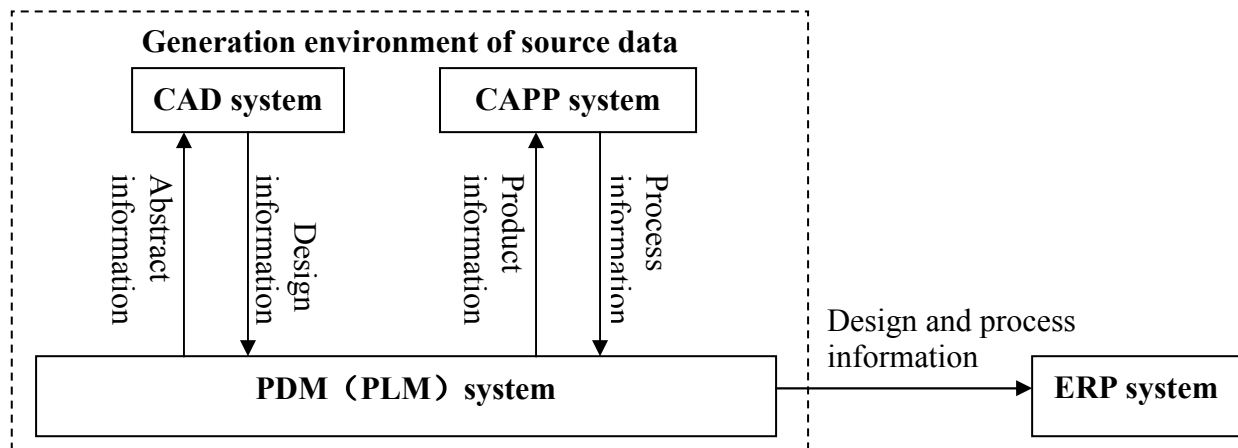 Generation environment of source data
CAD system
CAPP system
Abstract
information
Design
information
Product
information
Process
information
Design and process
information
PDM（PLM）system
ERP system